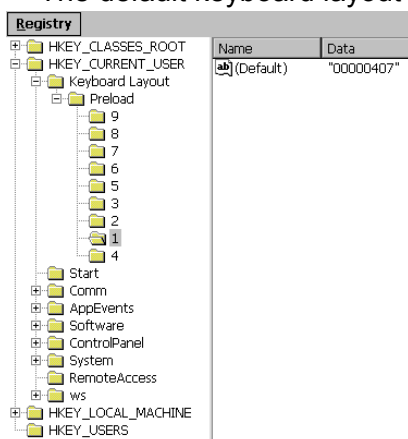 The default keyboard layout
Registry
HKEY_CLASSES_ROOT
HKEY_CURRENT_USER
Keyboard Layout
Preload
9
8
7
6
5
3
2
1
4
Start
Comm
AppEvents
Software
ControlPanel
System
RemoteAccess
ws
HKEY_LOCAL_MACHINE
HKEY_USERS
Name Data
ab (Default) "00000407"